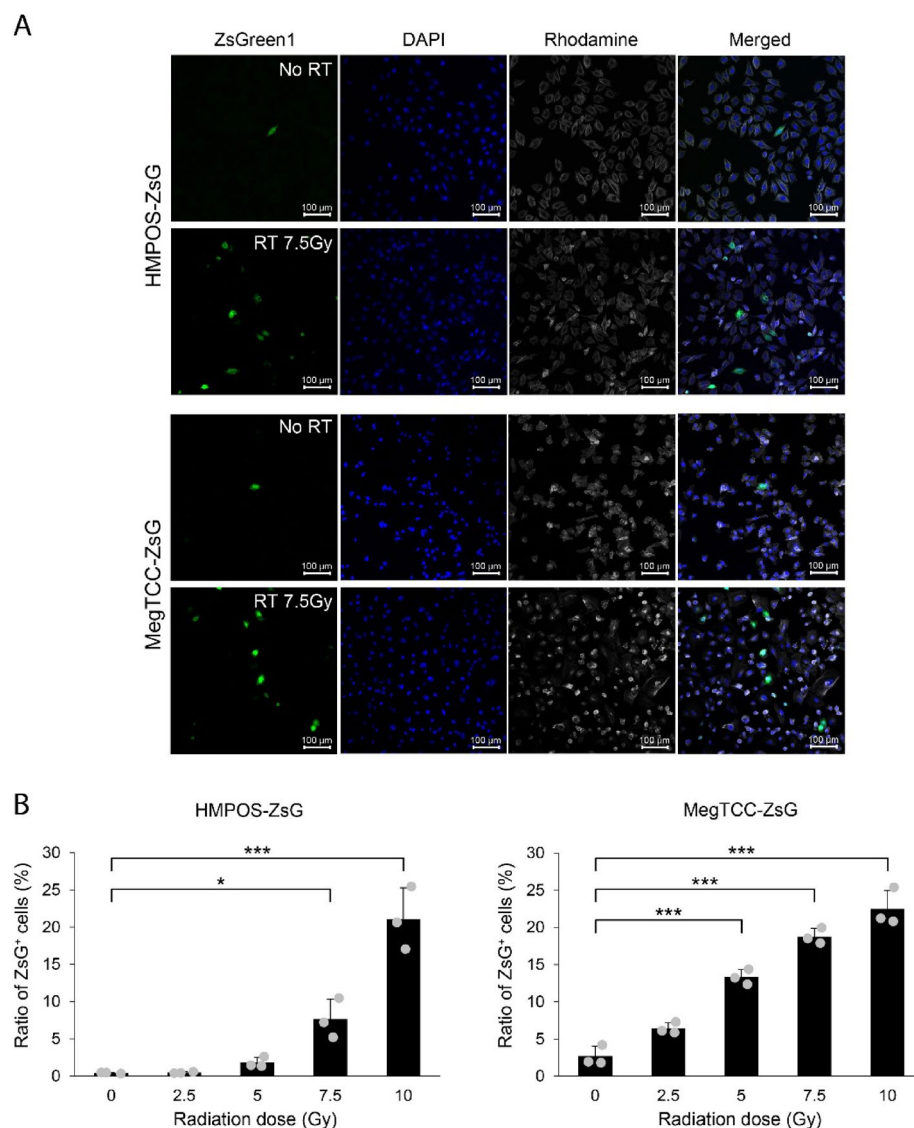 A
ZsGreen1 DAPI Rhodamine Merged
HMPOS-ZsG
No RT
100 µm 100 µm 100 µm 100 µm
RT 7.5Gy
100 µm 100 µm 100 µm 100 µm
MegTCC-ZsG
No RT
100 µm 100 µm 100 µm 100 µm
RT 7.5Gy
100 µm 100 µm 100 µm 100 µm
B
HMPOS-ZsG
Ratio of ZsG⁺ cells (%)
30
25
20
15
10
5
0
***
*
0 2.5 5 7.5 10
Radiation dose (Gy)
MegTCC-ZsG
Ratio of ZsG⁺ cells (%)
30
25
20
15
10
5
0
***
***
***
0 2.5 5 7.5 10
Radiation dose (Gy)